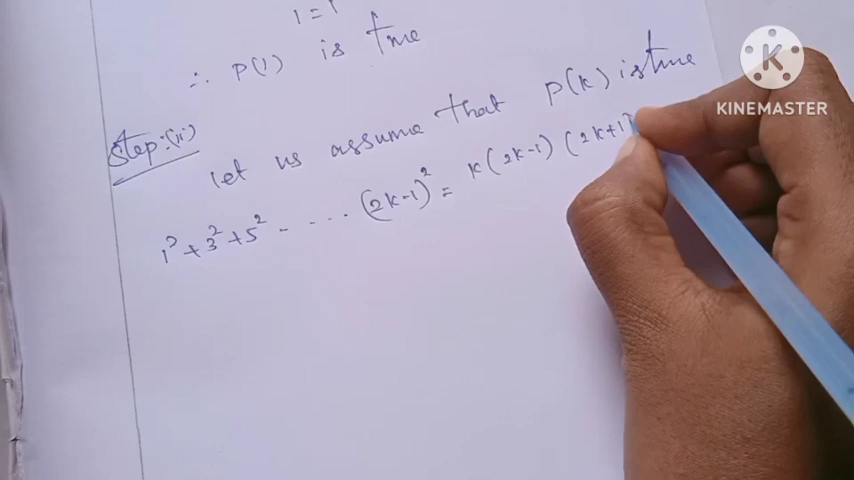 1 = 1
∴ P(1) is true
Step:(ii)
Let us assume that P(k) is true
1² + 3² + 5² - - ... (2k-1)² = k(2k-1) (2k+1)
K
KINEMASTER